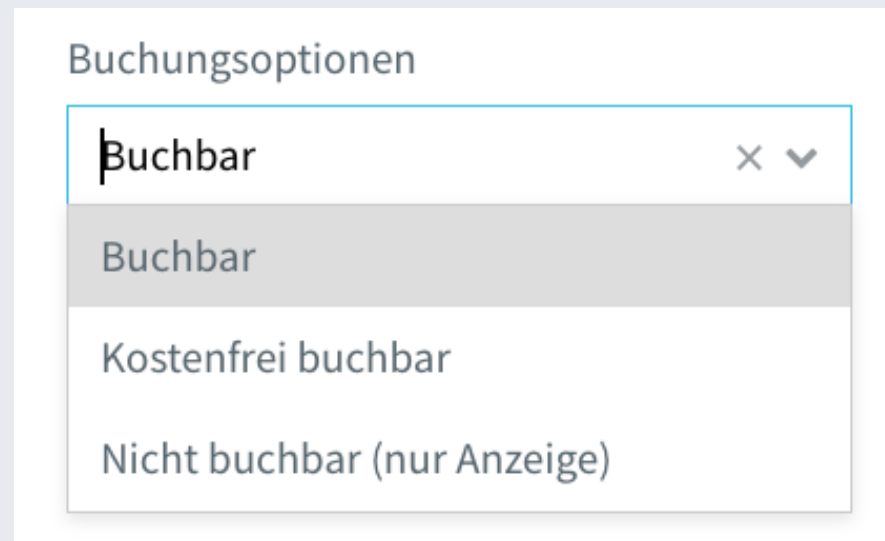 Buchungsoptionen
Buchbar
Buchbar
Kostenfrei buchbar
Nicht buchbar (nur Anzeige)